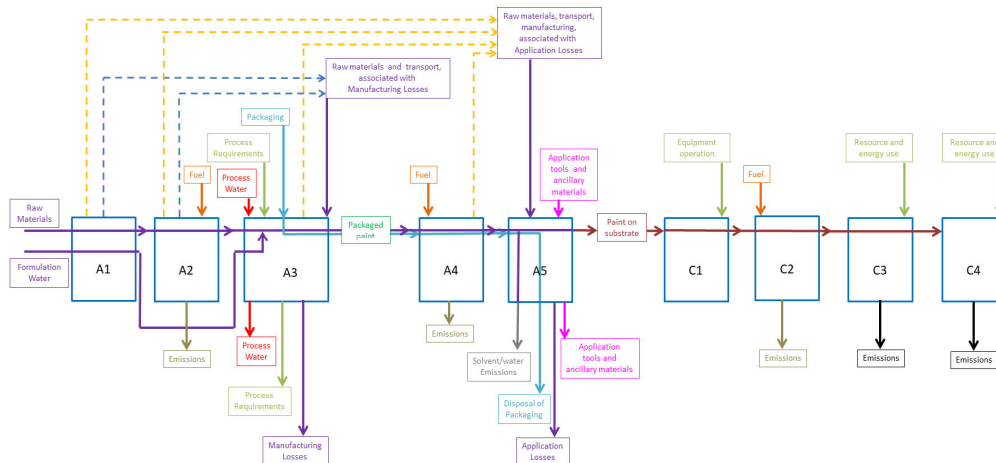 Raw materials, transport,
manufacturing,
associated with
Application Losses
Raw materials and transport,
associated with
Manufacturing Losses
Packaging
Process
Requirements
Equipment
operation
Resource and
energy use
Resource and
energy use
Fuel
Process
Water
Fuel
Application
tools and
ancillary
materials
Fuel
Raw
Materials
Packaged
paint
Paint on
substrate
Formulation
Water
A1
A2
A3
A4
A5
C1
C2
C3
C4
Emissions
Process
Water
Emissions
Solvent/water
Emissions
Application
tools and
ancillary materials
Emissions
Emissions
Emissions
Process
Requirements
Disposal of
Packaging
Manufacturing
Losses
Application
Losses